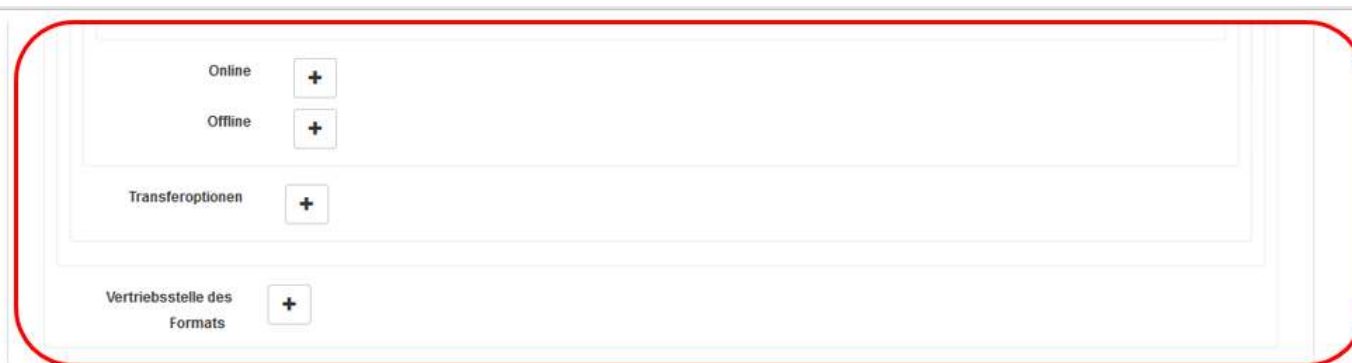 Online
Offline
Transferoptionen
Vertriebsstelle des
Formats